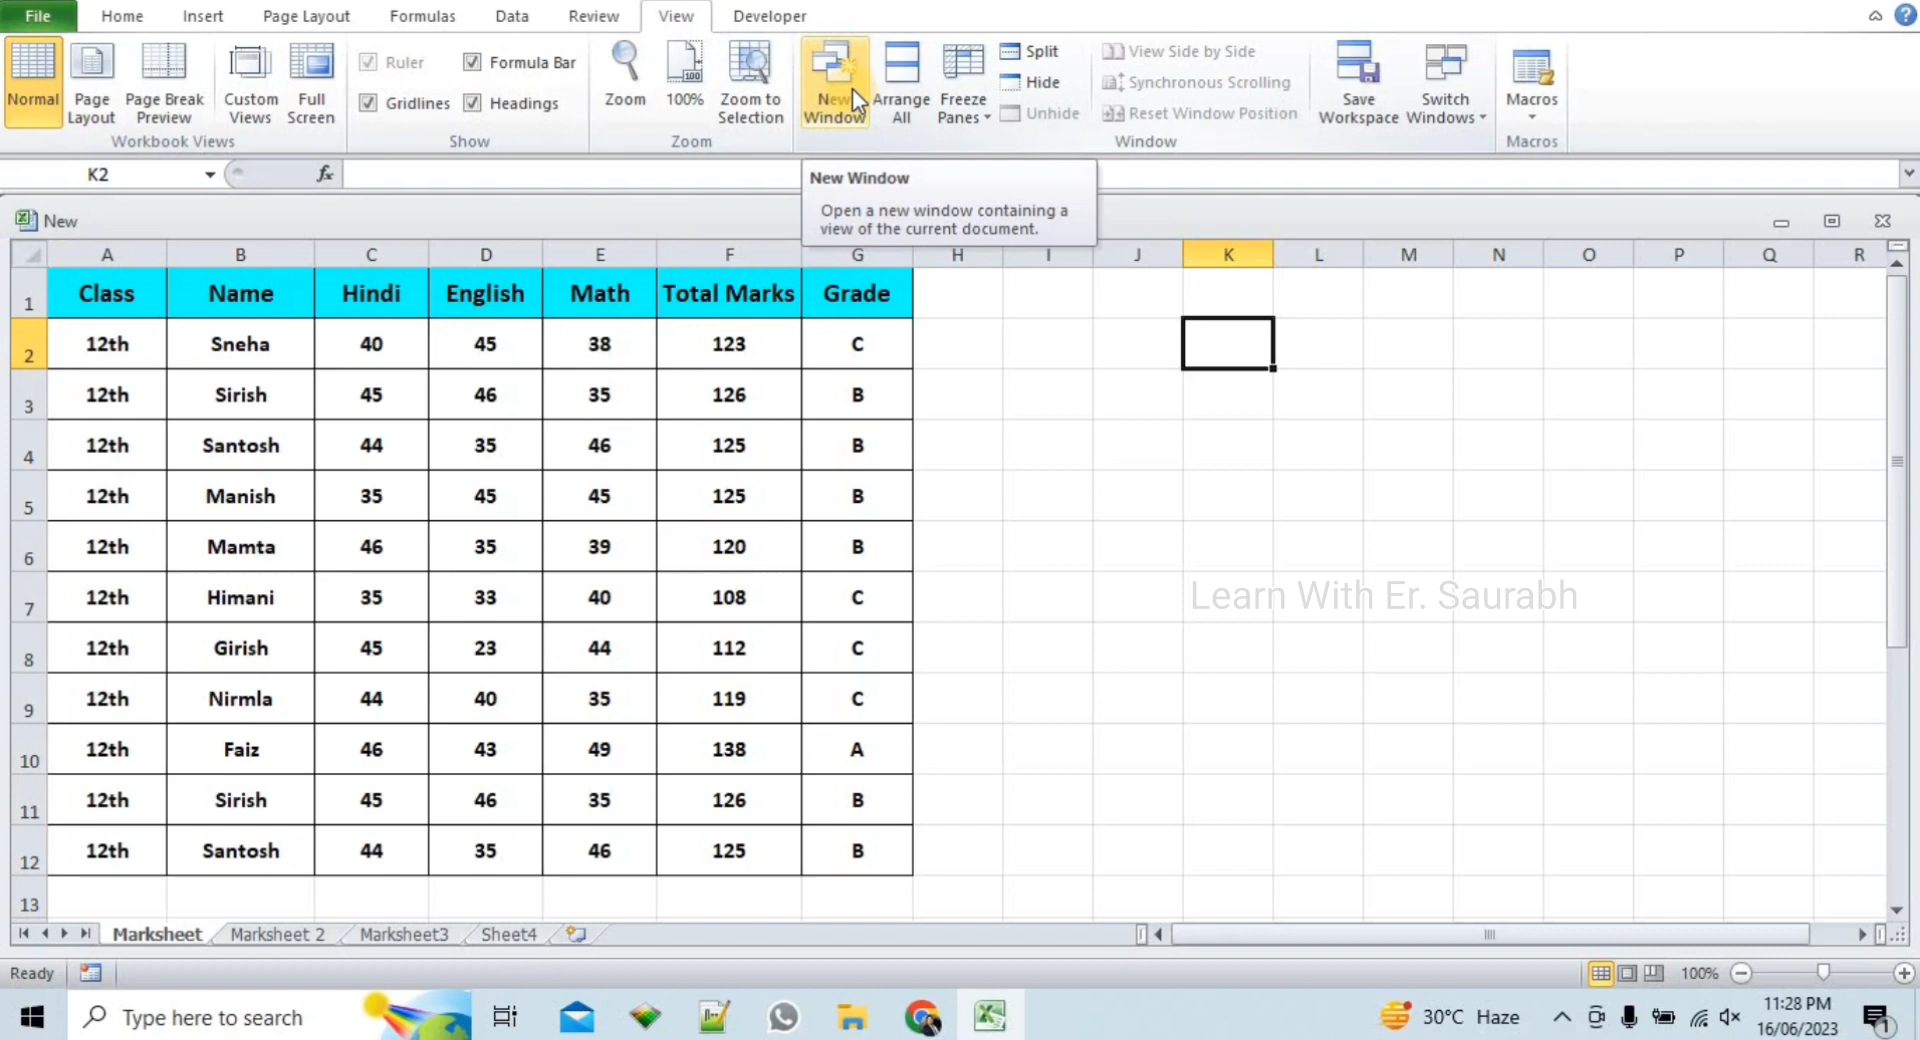 File Home Insert Page Layout Formulas Data Review View Developer
Normal Page Layout Page Break Preview Custom Views Full Screen
Workbook Views
Ruler Formula Bar
Gridlines Headings
Show
Zoom 100% Zoom to Selection
Zoom
New Window Arrange All Freeze Panes
Split
Hide
Unhide
View Side by Side
Synchronous Scrolling
Reset Window Position
Save Workspace Switch Windows
Window
Macros
Macros
K2 fx
New Window
Open a new window containing a
view of the current document.
New
A B C D E F G H I J K L M N O P Q R
1 Class Name Hindi English Math Total Marks Grade
2 12th Sneha 40 45 38 123 C
3 12th Sirish 45 46 35 126 B
4 12th Santosh 44 35 46 125 B
5 12th Manish 35 45 45 125 B
6 12th Mamta 46 35 39 120 B
7 12th Himani 35 33 40 108 C
Learn With Er. Saurabh
8 12th Girish 45 23 44 112 C
9 12th Nirmla 44 40 35 119 C
10 12th Faiz 46 43 49 138 A
11 12th Sirish 45 46 35 126 B
12 12th Santosh 44 35 46 125 B
13
Marksheet Marksheet 2 Marksheet3 Sheet4
Ready 100%
Type here to search 30°C Haze 11:28 PM
16/06/2023 1